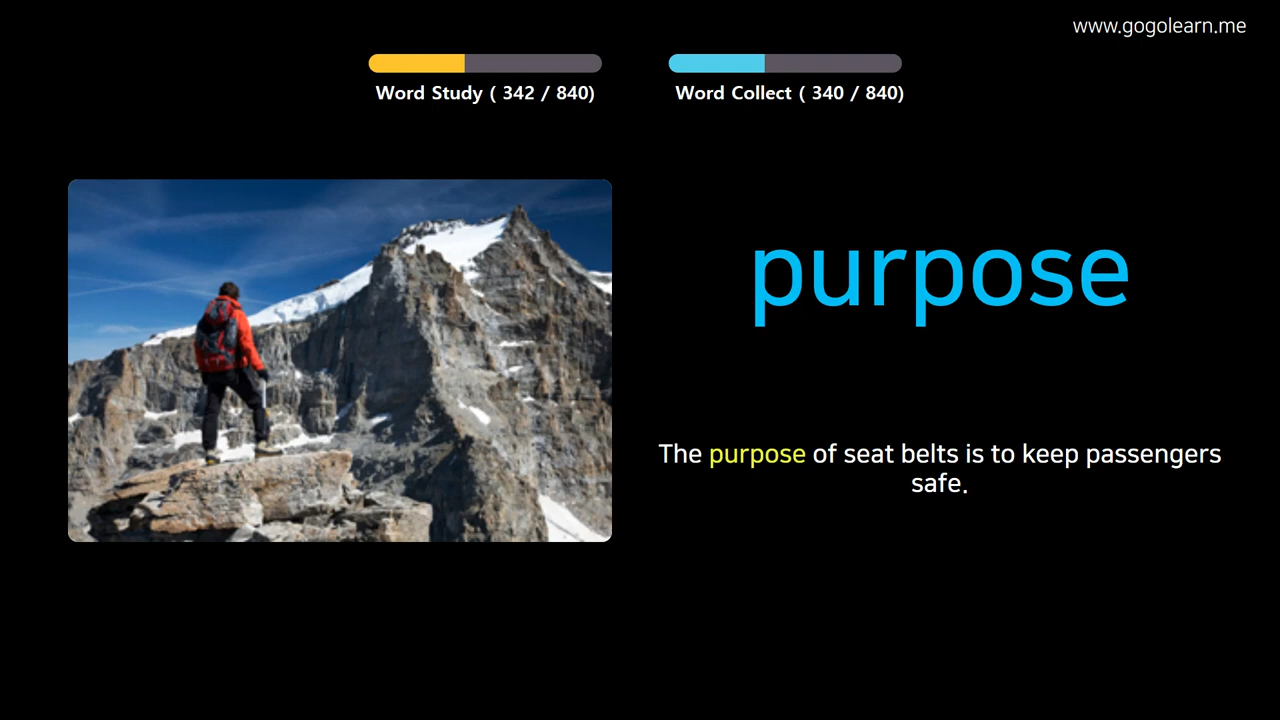 www.gogolearn.me
Word Study ( 342 / 840)
Word Collect ( 340 / 840)
purpose
The purpose of seat belts is to keep passengers
safe.